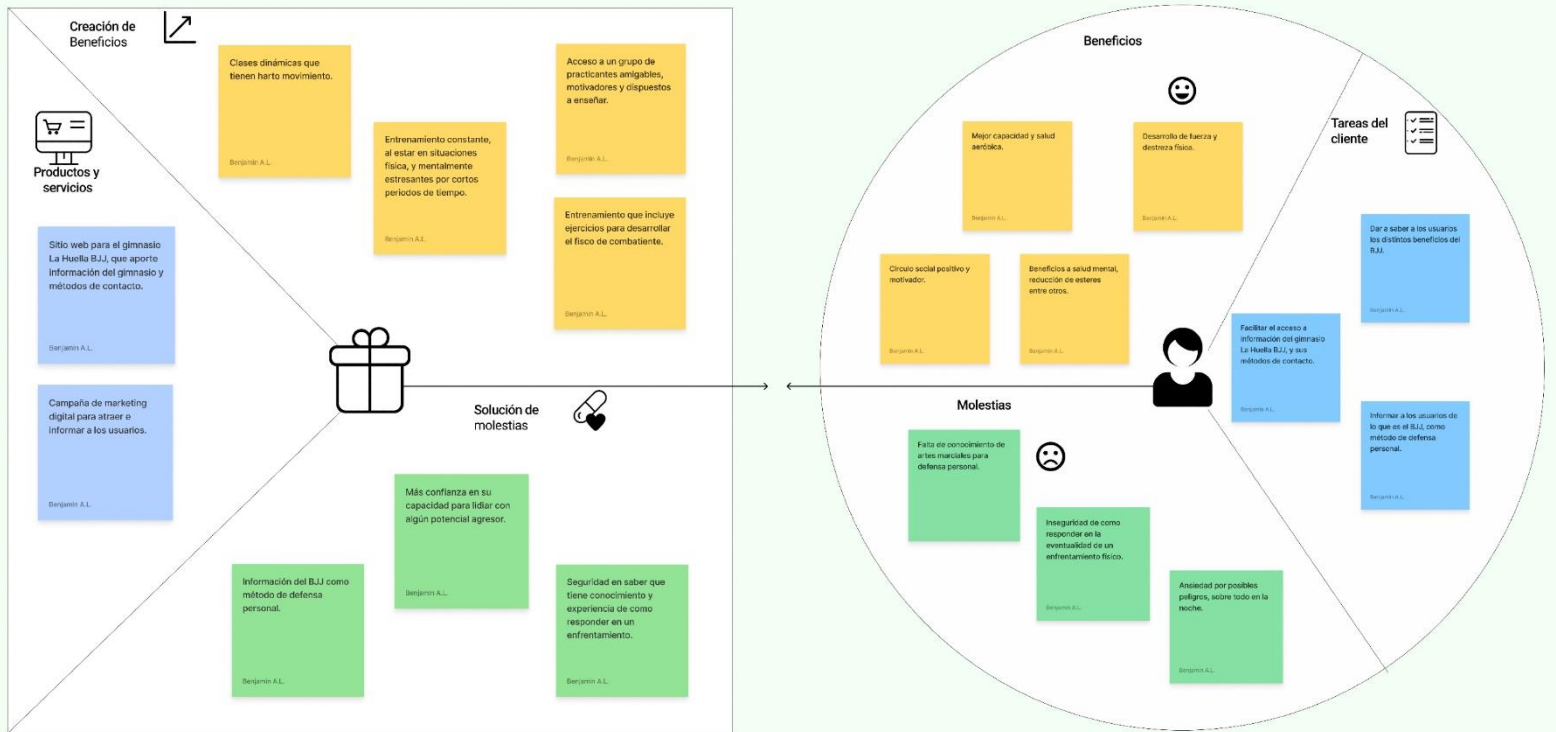 Creación de
Beneficios
Clases dinámicas que
tienen harto movimiento.
Benjamin A.L.
Entrenamiento constante,
al estar en situaciones
física, y mentalmente
estresantes por cortos
periodos de tiempo.
Benjamin A.L.
Acceso a un grupo de
practicantes amigables,
motivadores y dispuestos
a enseñar.
Benjamin A.L.
Entrenamiento que incluye
ejercicios para desarrollar
el fisco de combatiente.
Benjamin A.L.
Productos y
servicios
Sitio web para el gimnasio
La Huella BJJ, que aporte
información del gimnasio y
métodos de contacto.
Benjamin A.L.
Campaña de marketing
digital para atraer e
informar a los usuarios.
Benjamin A.L.
Solución de
molestias
Más confianza en su
capacidad para lidiar con
algún potencial agresor.
Benjamin A.L.
Información del BJJ como
método de defensa
personal.
Benjamin A.L.
Seguridad en saber que
tiene conocimiento y
experiencia de como
responder en un
enfrentamiento.
Benjamin A.L.
Beneficios
Mejor capacidad y salud
aeróbica.
Benjamin A.L.
Desarrollo de fuerza y
destreza física.
Benjamin A.L.
Circulo social positivo y
motivador.
Benjamin A.L.
Beneficios a salud mental,
reducción de esteres
entre otros.
Benjamin A.L.
Tareas del
cliente
Dar a saber a los usuarios
los distintos beneficios del
BJJ.
Benjamin A.L.
Facilitar el acceso a
información del gimnasio
La Huella BJJ, y sus
métodos de contacto.
Benjamin A.L.
Informar a los usuarios de
lo que es el BJJ, como
método de defensa
personal.
Benjamin A.L.
Molestias
Falta de conocimiento de
artes marciales para
defensa personal.
Benjamin A.L.
Inseguridad de como
responder en la
eventualidad de un
enfrentamiento físico.
Benjamin A.L.
Ansiedad por posibles
peligros, sobre todo en la
noche.
Benjamin A.L.